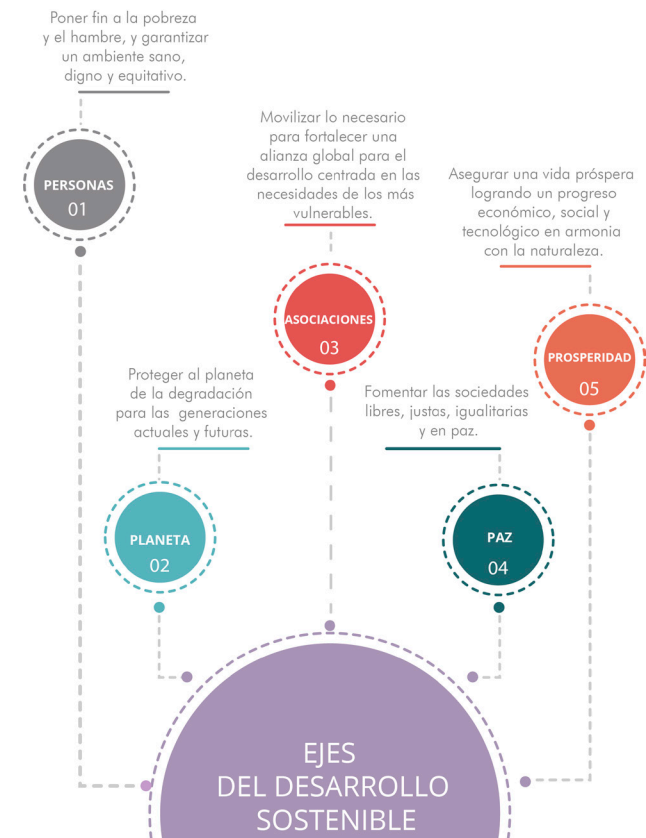 Poner fin a la pobreza
y el hambre, y garantizar
un ambiente sano,
digno y equitativo.
PERSONAS
01
Proteger al planeta
de la degradación
para las generaciones
actuales y futuras.
PLANETA
02
Movilizar lo necesario
para fortalecer una
alianza global para el
desarrollo centrada en las
necesidades de los más
vulnerables.
ASOCIACIONES
03
Fomentar las sociedades
libres, justas, igualitarias
y en paz.
PAZ
04
Asegurar una vida próspera
logrando un progreso
económico, social y
tecnológico en armonia
con la naturaleza.
PROSPERIDAD
05
EJES
DEL DESARROLLO
SOSTENIBLE